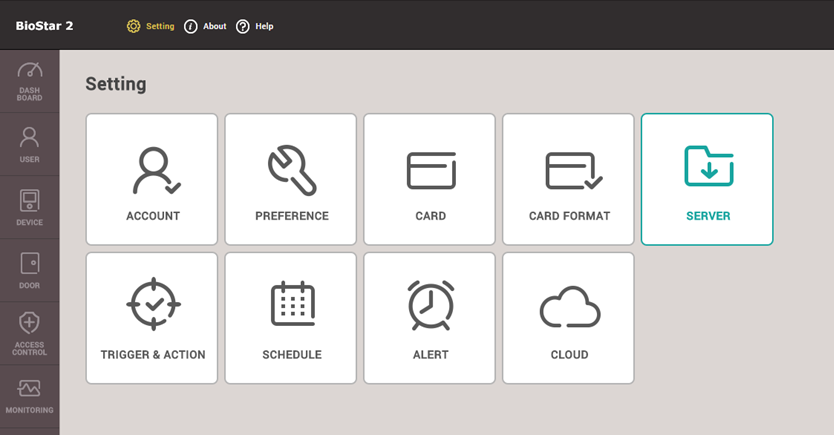 BioStar 2
Setting
About
Help
DASH
BOARD
USER
DEVICE
DOOR
ACCESS
CONTROL
MONITORING
Setting
ACCOUNT
PREFERENCE
CARD
CARD FORMAT
SERVER
TRIGGER & ACTION
SCHEDULE
ALERT
CLOUD